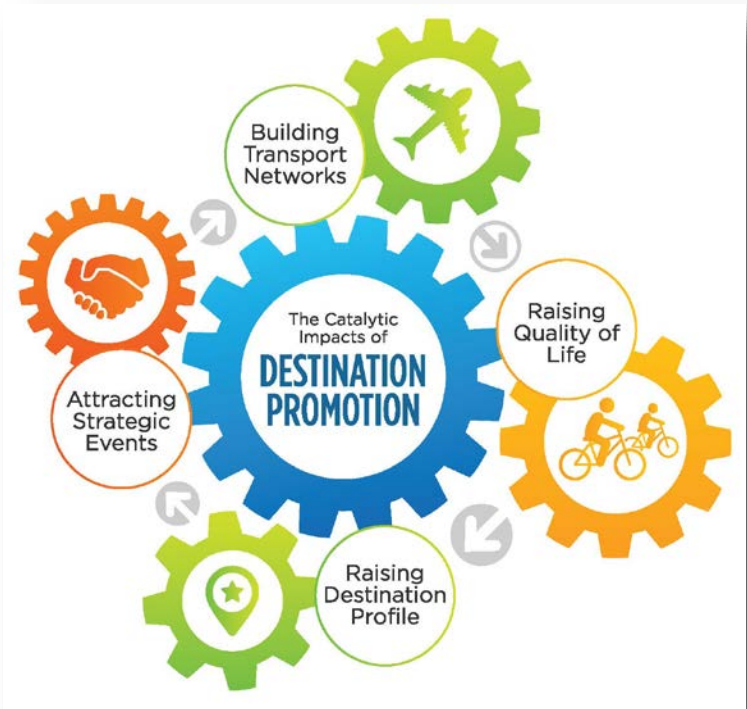 Building
Transport
Networks
The Catalytic
Impacts of
DESTINATION
PROMOTION
Raising
Quality of
Life
Attracting
Strategic
Events
Raising
Destination
Profile